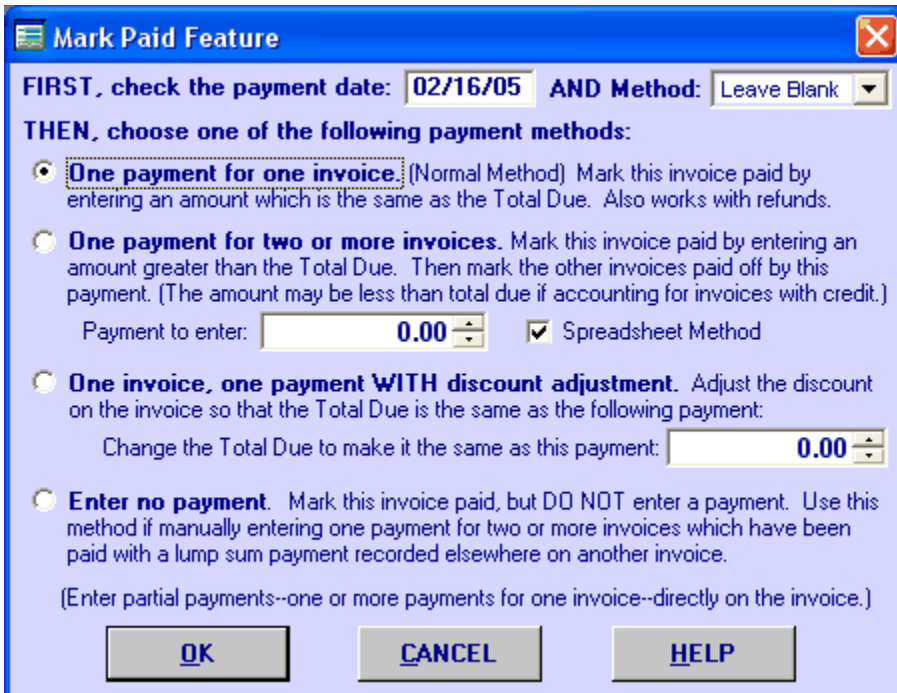 Mark Paid Feature
FIRST, check the payment date: 02/16/05 AND Method: Leave Blank
THEN, choose one of the following payment methods:
One payment for one invoice. (Normal Method) Mark this invoice paid by
entering an amount which is the same as the Total Due. Also works with refunds.
One payment for two or more invoices. Mark this invoice paid by entering an
amount greater than the Total Due. Then mark the other invoices paid off by this
payment. (The amount may be less than total due if accounting for invoices with credit.)
Payment to enter: 0.00 Spreadsheet Method
One invoice, one payment WITH discount adjustment. Adjust the discount
on the invoice so that the Total Due is the same as the following payment:
Change the Total Due to make it the same as this payment: 0.00
Enter no payment. Mark this invoice paid, but DO NOT enter a payment. Use this
method if manually entering one payment for two or more invoices which have been
paid with a lump sum payment recorded elsewhere on another invoice.
(Enter partial payments--one or more payments for one invoice--directly on the invoice.)
OK CANCEL HELP